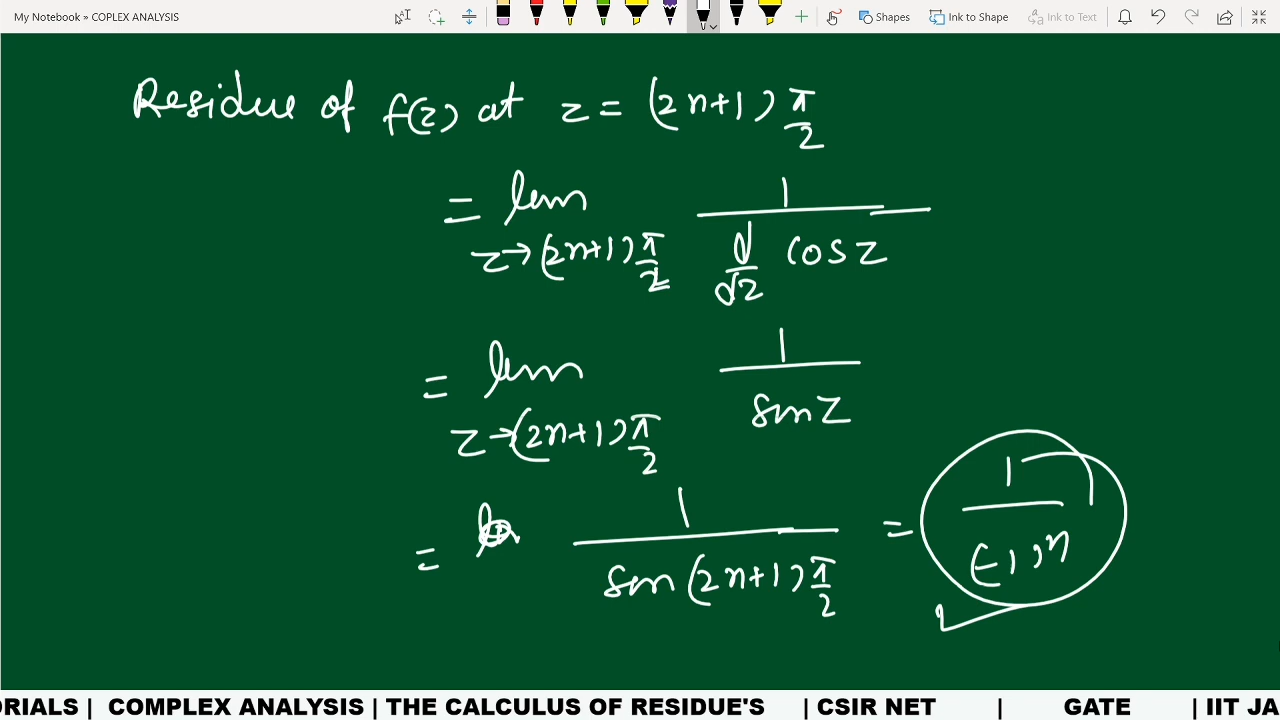 My Notebook » COPLEX ANALYSIS
Shapes
Ink to Shape
Ink to Text
Residue of f(z) at z = (2n+1) π/2
= lim z→(2n+1) π/2 1 / (d/dz cos z)
= lim z→(2n+1) π/2 1 / sin z
= 1 / sin (2n+1) π/2 = 1 / (-1)^n
ORIALS | COMPLEX ANALYSIS | THE CALCULUS OF RESIDUE'S | CSIR NET | GATE | IIT JA